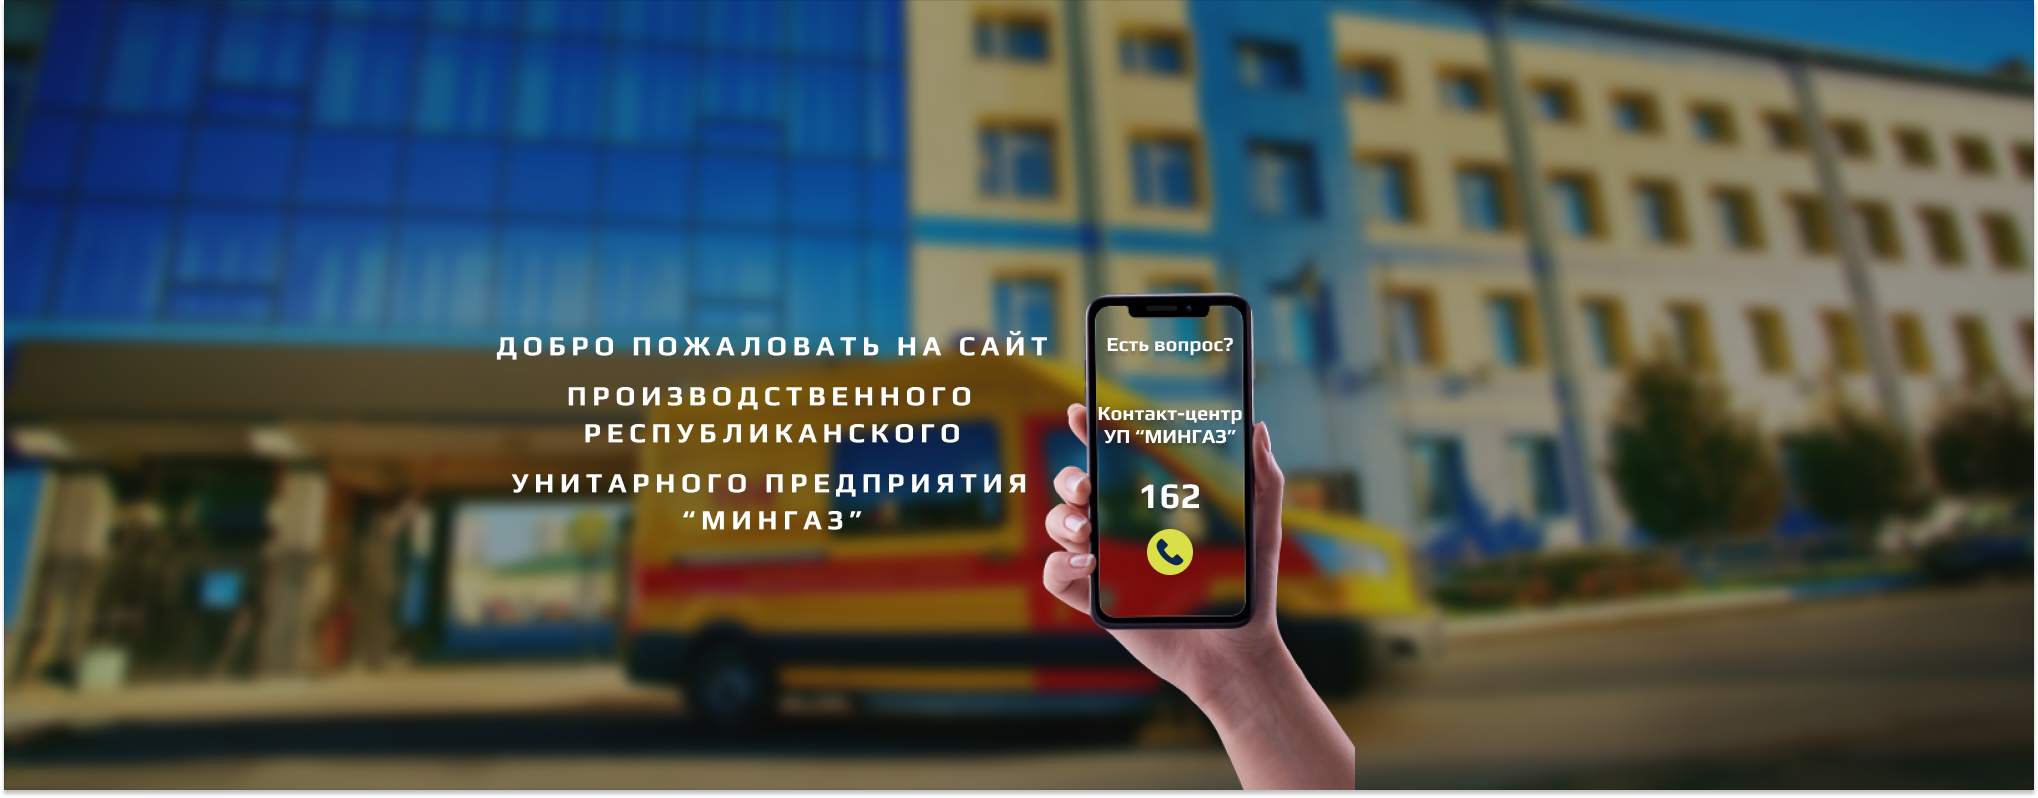 ДОБРО ПОЖАЛОВАТЬ НА САЙТ
ПРОИЗВОДСТВЕННОГО
РЕСПУБЛИКАНСКОГО
УНИТАРНОГО ПРЕДПРИЯТИЯ
“МИНГАЗ”
Есть вопрос?
Контакт-центр
УП “МИНГАЗ”
162